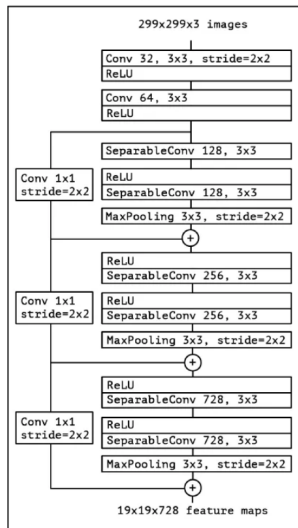 299x299x3 images
Conv 32, 3x3, stride=2x2
ReLU
Conv 64, 3x3
ReLU
SeparableConv 128, 3x3
Conv 1x1
stride=2x2
ReLU
SeparableConv 128, 3x3
MaxPooling 3x3, stride=2x2
+
ReLU
SeparableConv 256, 3x3
Conv 1x1
stride=2x2
ReLU
SeparableConv 256, 3x3
MaxPooling 3x3, stride=2x2
+
ReLU
SeparableConv 728, 3x3
Conv 1x1
stride=2x2
ReLU
SeparableConv 728, 3x3
MaxPooling 3x3, stride=2x2
+
19x19x728 feature maps